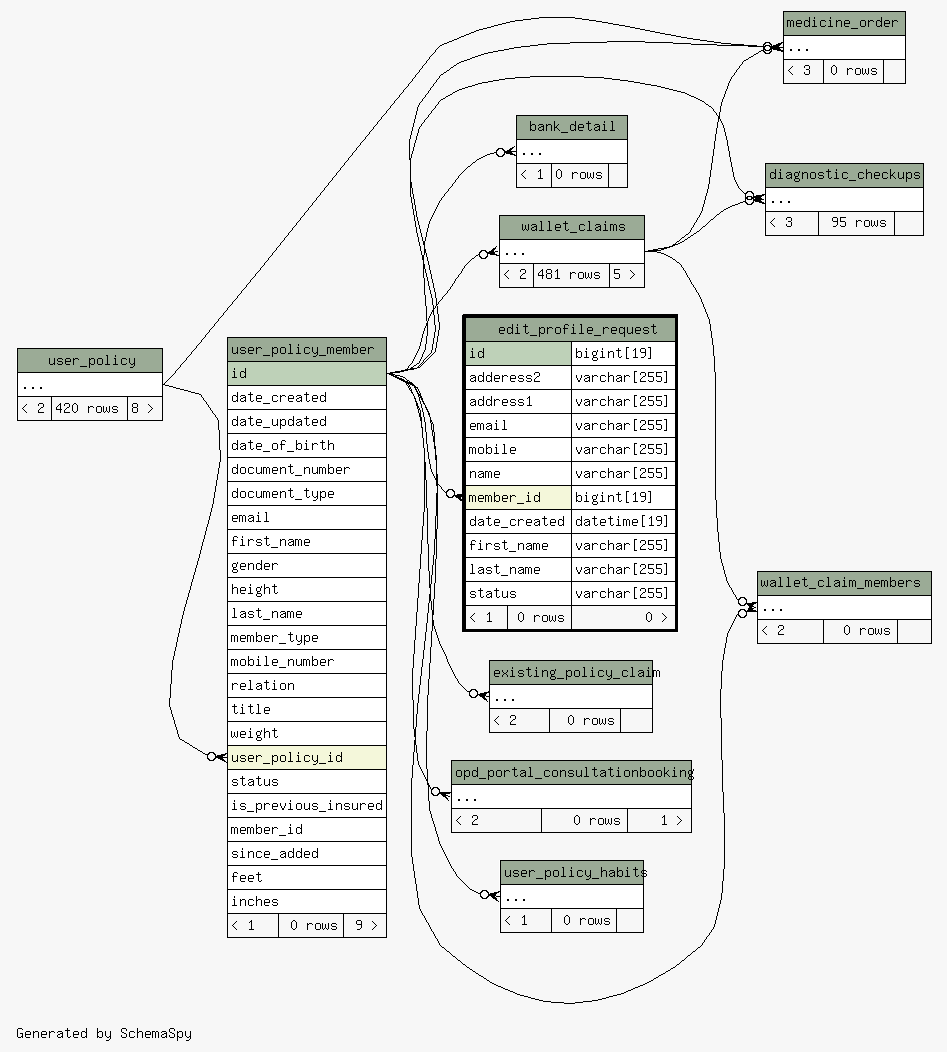 medicine_order
...
< 3 0 rows
bank_detail
...
< 1 0 rows
diagnostic_checkups
...
< 3 95 rows
wallet_claims
...
< 2 481 rows 5 >
edit_profile_request
id bigint[19]
adderess2 varchar[255]
address1 varchar[255]
email varchar[255]
mobile varchar[255]
name varchar[255]
member_id bigint[19]
date_created datetime[19]
first_name varchar[255]
last_name varchar[255]
status varchar[255]
< 1 0 rows 0 >
user_policy
...
< 2 420 rows 8 >
user_policy_member
id
date_created
date_updated
date_of_birth
document_number
document_type
email
first_name
gender
height
last_name
member_type
mobile_number
relation
title
weight
user_policy_id
status
is_previous_insured
member_id
since_added
feet
inches
< 1 0 rows 9 >
wallet_claim_members
...
< 2 0 rows
existing_policy_claim
...
< 2 0 rows
opd_portal_consultationbooking
...
< 2 0 rows 1 >
user_policy_habits
...
< 1 0 rows
Generated by SchemaSpy